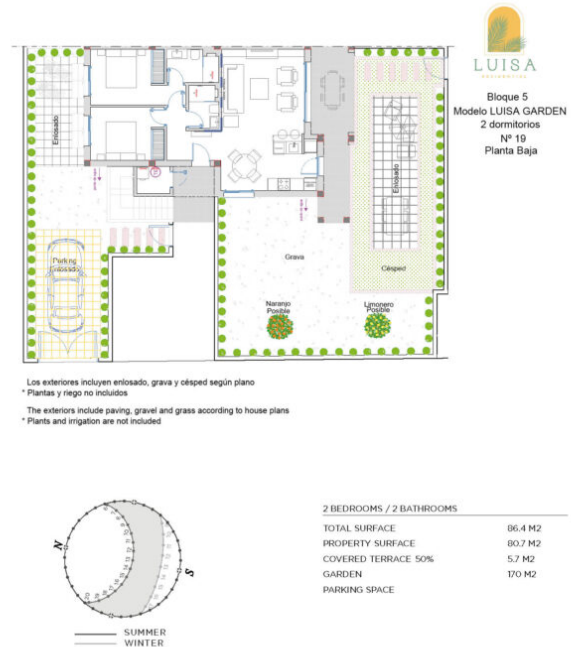 LUISA
RESIDENCIAL
Bloque 5
Modelo LUISA GARDEN
2 dormitorios
Nº 19
Planta Baja
Enlosado
Enlosado
Parking
Enlosado
Grava
Césped
Naranjo
Posible
Limonero
Posible
Los exteriores incluyen enlosado, grava y césped según plano
* Plantas y riego no incluidos
The exteriors include paving, gravel and grass according to house plans
* Plants and irrigation are not included
N
S
SUMMER
WINTER
2 BEDROOMS / 2 BATHROOMS
TOTAL SURFACE 86.4 M2
PROPERTY SURFACE 80.7 M2
COVERED TERRACE 50% 5.7 M2
GARDEN 170 M2
PARKING SPACE